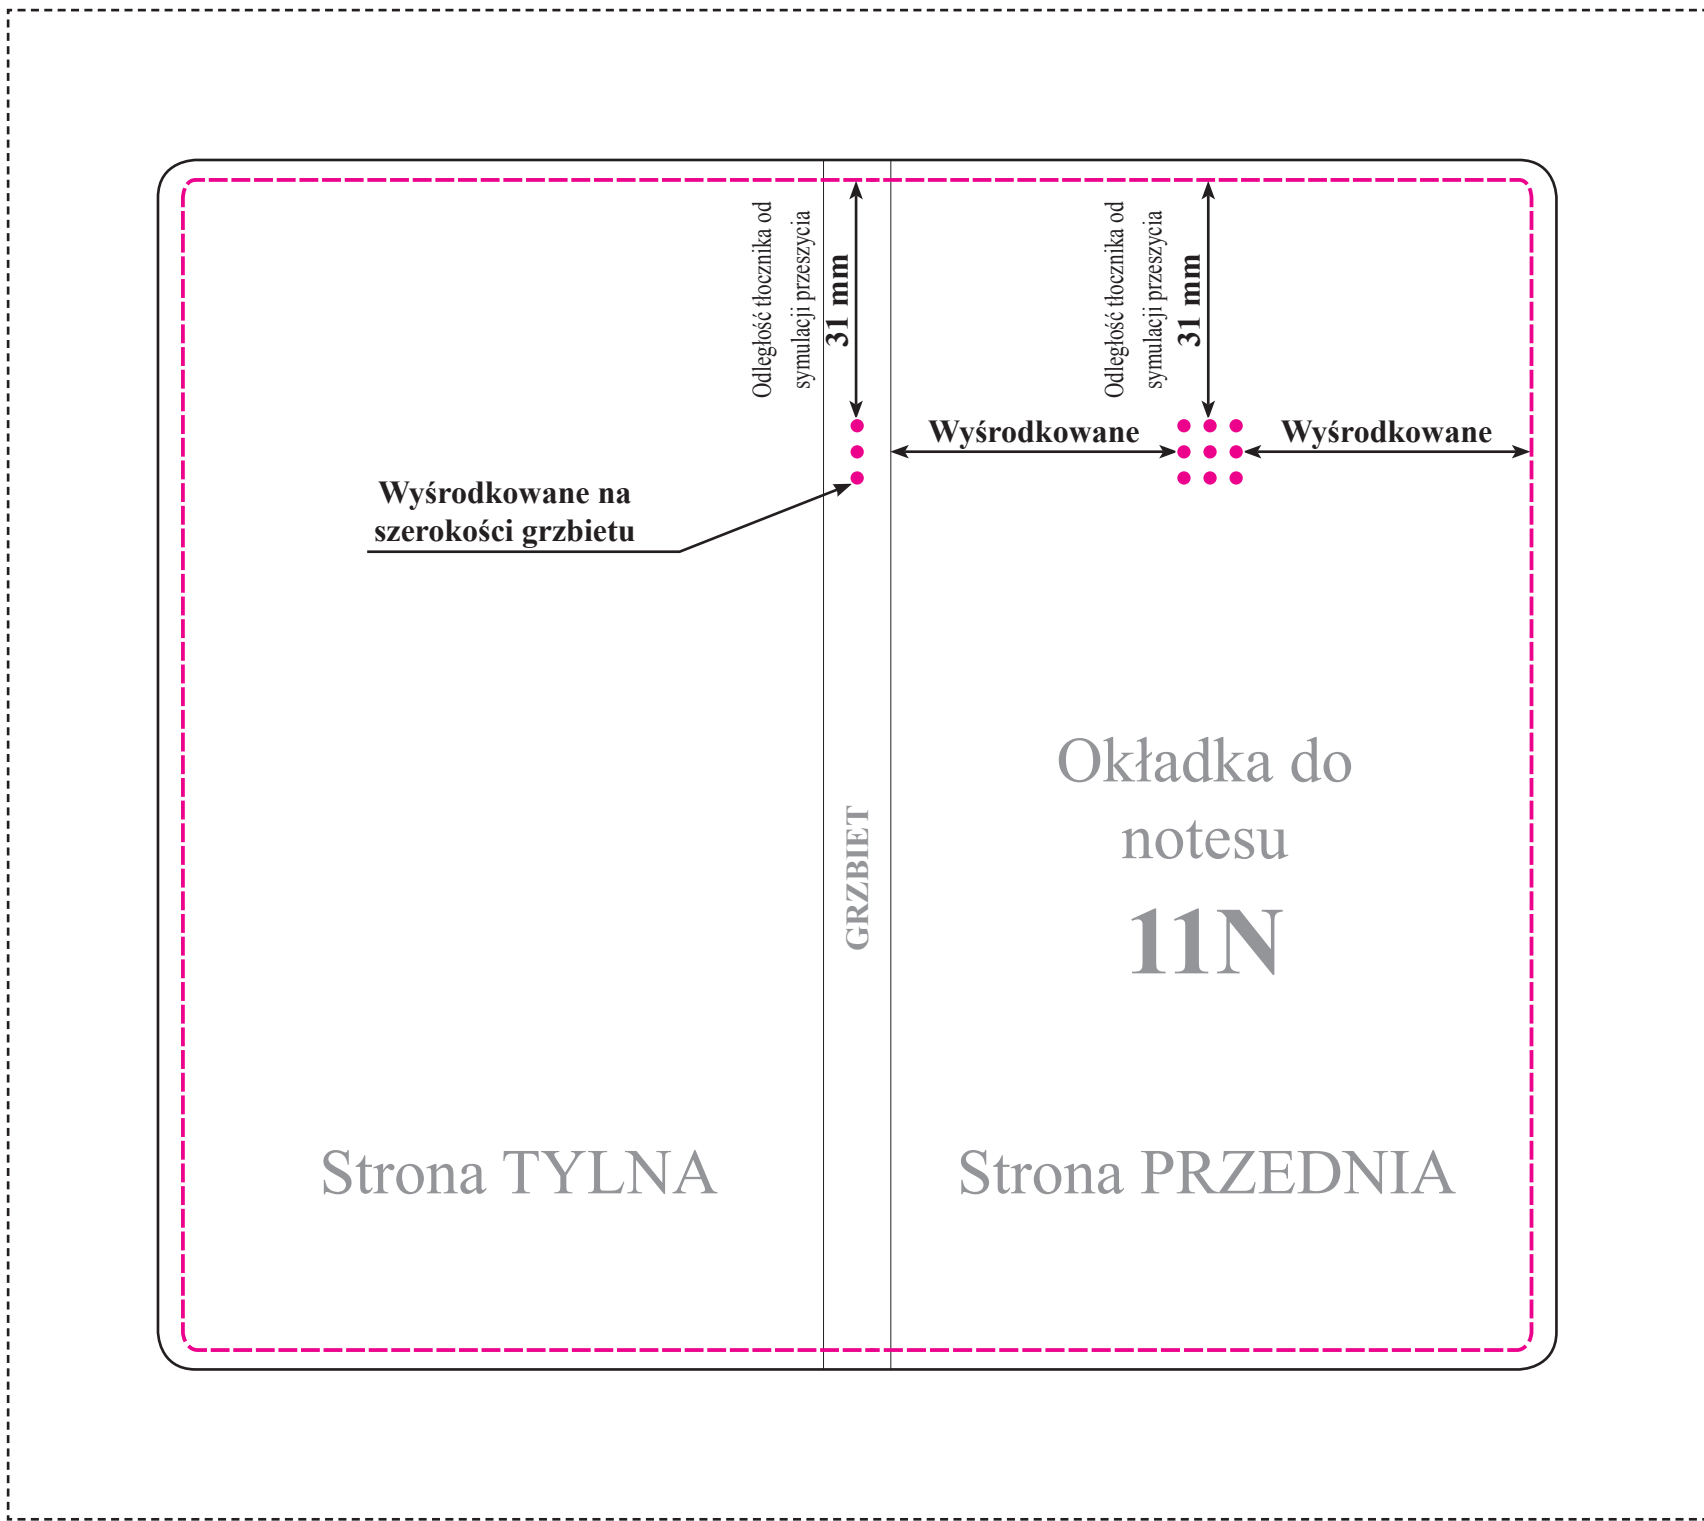 Odległość tłocznika od
symulacji przeszycia
31 mm
Odległość tłocznika od
symulacji przeszycia
31 mm
Wyśrodkowane
Wyśrodkowane
Wyśrodkowane na
szerokości grzbietu
Okładka do
notesu
11N
GRZBIET
Strona TYLNA
Strona PRZEDNIA